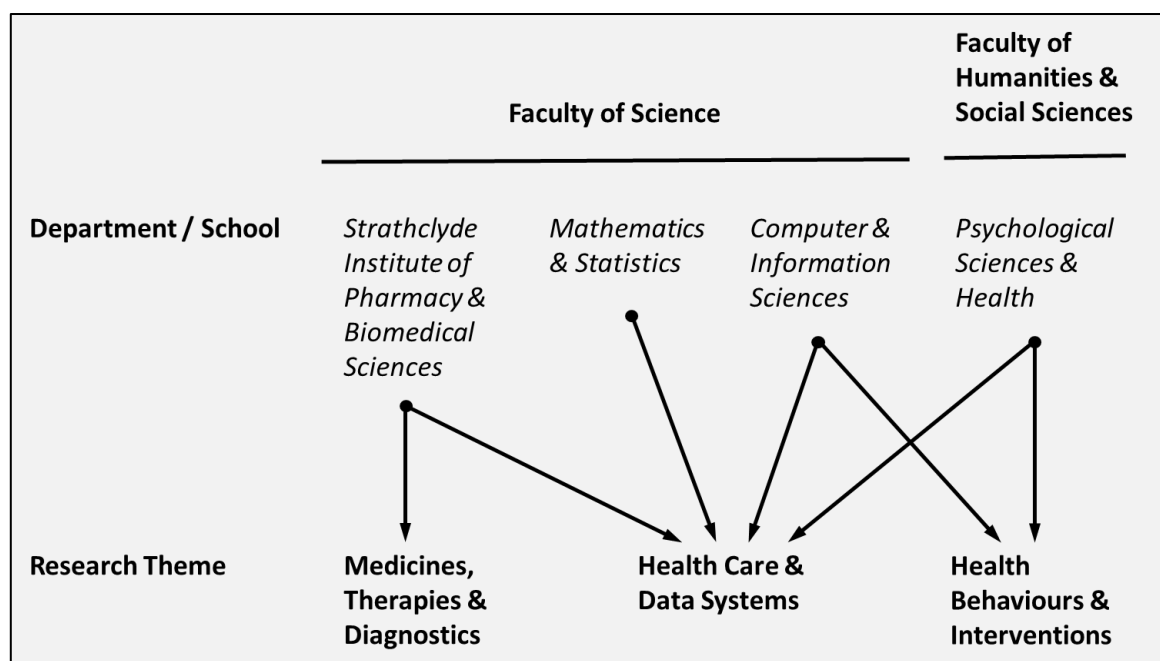 Faculty of Science
Faculty of
Humanities &
Social Sciences
Department / School
Strathclyde
Institute of
Pharmacy &
Biomedical
Sciences
Mathematics
& Statistics
Computer &
Information
Sciences
Psychological
Sciences &
Health
Research Theme
Medicines,
Therapies &
Diagnostics
Health Care &
Data Systems
Health
Behaviours &
Interventions